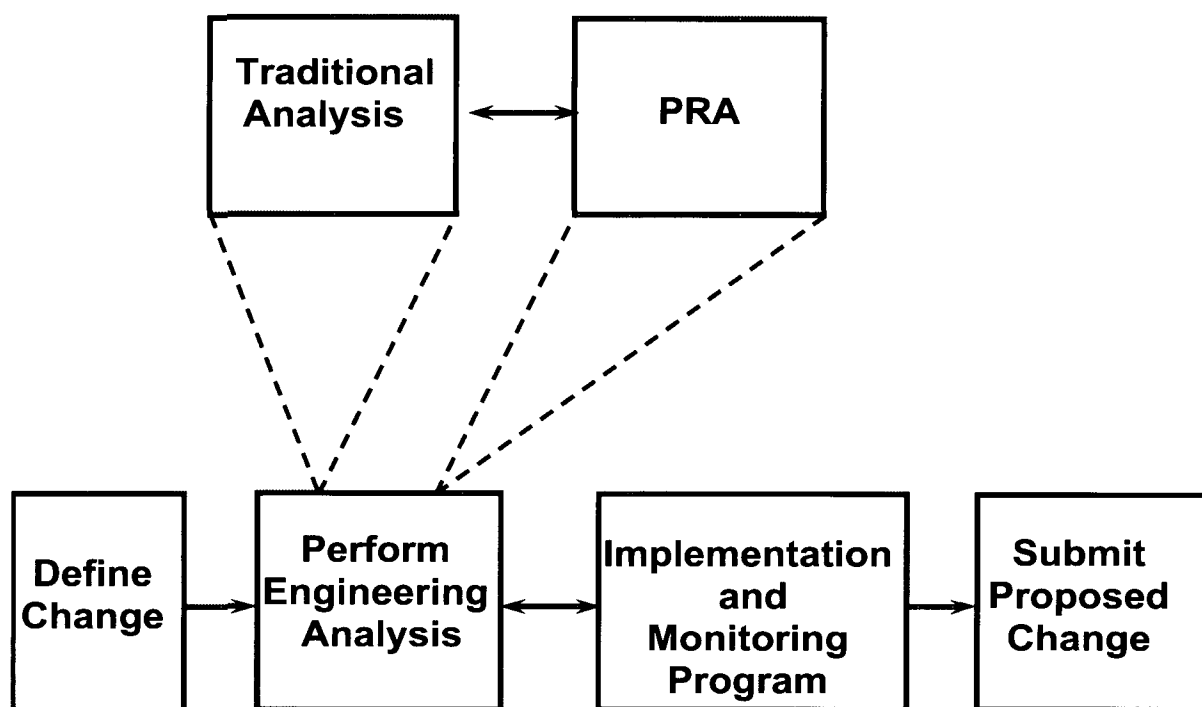 Traditional
Analysis
PRA
Define
Change
Perform
Engineering
Analysis
Implementation
and
Monitoring
Program
Submit
Proposed
Change